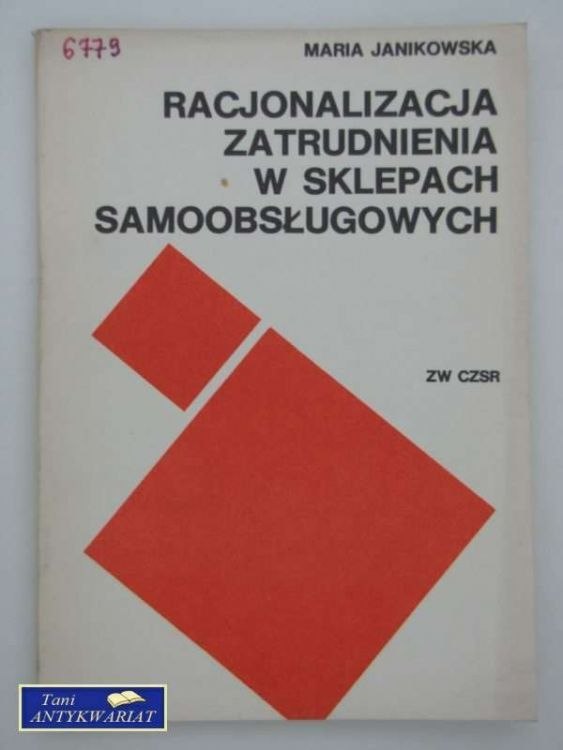 6779
MARIA JANIKOWSKA
RACJONALIZACJA
ZATRUDNIENIA
W SKLEPACH
SAMOOBSŁUGOWYCH
ZW CZSR
Tani
ANTYKWARIAT